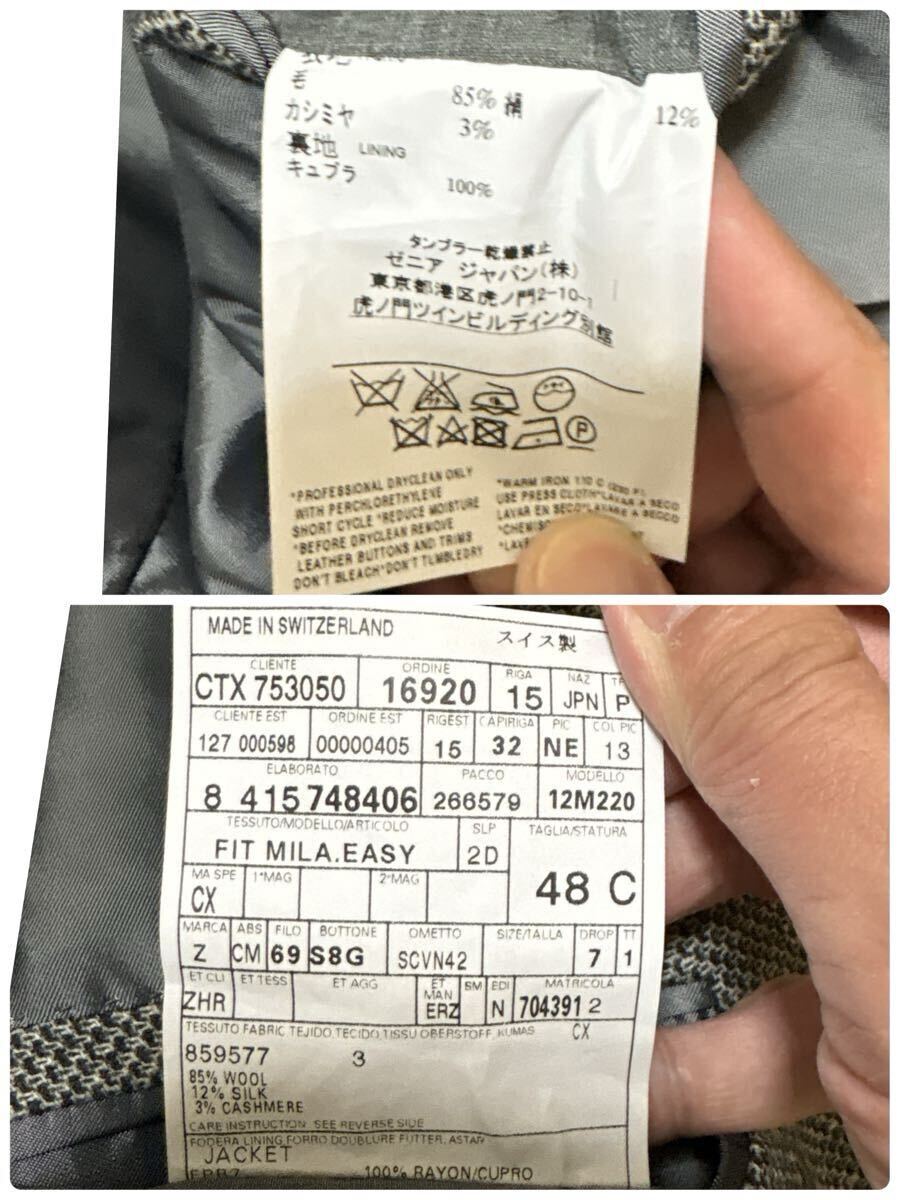 毛 85% 絹 12%
カシミヤ 3%
裏地 LINING
キュプラ 100%
タンブラー乾燥禁止
ゼニア ジャパン(株)
東京都港区虎ノ門2-10-1
虎ノ門ツインビルディング別館
P
*PROFESSIONAL DRYCLEAN ONLY
WITH PERCHLORETHYLEVE
SHORT CYCLE *REDUCE MOISTURE
*BEFORE DRYCLEAN REMOVE
LEATHER BUTTONS AND TRIMS
DON'T BLEACH*DON'T TUMBLEDRY
*WARM IRON 110 C (230 F)
USE PRESS CLOTH*LAVAR A SECO
LAVAR EN SECO*LAVARE A SECCO
MADE IN SWITZERLAND スイス製
CLIENTE ORDINE RIGA NAZ
CTX 753050 16920 15 JPN P
CLIENTE EST ORDINE EST RIGEST CAPIRIGA PIC COL PIC
127 000598 00000405 15 32 NE 13
ELABORATO PACCO MODELLO
8 415748406 266579 12M220
TESSUTO/MODELLO/ARTICOLO SLP TAGLIA/STATURA
FIT MILA.EASY 2D 48 C
MA SPE 1°MAG 2°MAG
CX
MARCA ABS FILO BOTTONE OMETTO SIZE/TALLA DROP TT
Z CM 69 S8G SCVN42 7 1
ET CLI ET TESS ET AGG ET MAN SM EDI MATRICOLA
ZHR ERZ N 704391 2
TESSUTO FABRIC TEJIDO TECIDO TISSU OBERSTOFF KUMAS CX
859577 3
85% WOOL
12% SILK
3% CASHMERE
CARE INSTRUCTION SEE REVERSE SIDE
FODERA LINING FORRO DOUBLURE FUTTER, ASTAR
JACKET
100% RAYON/CUPRO